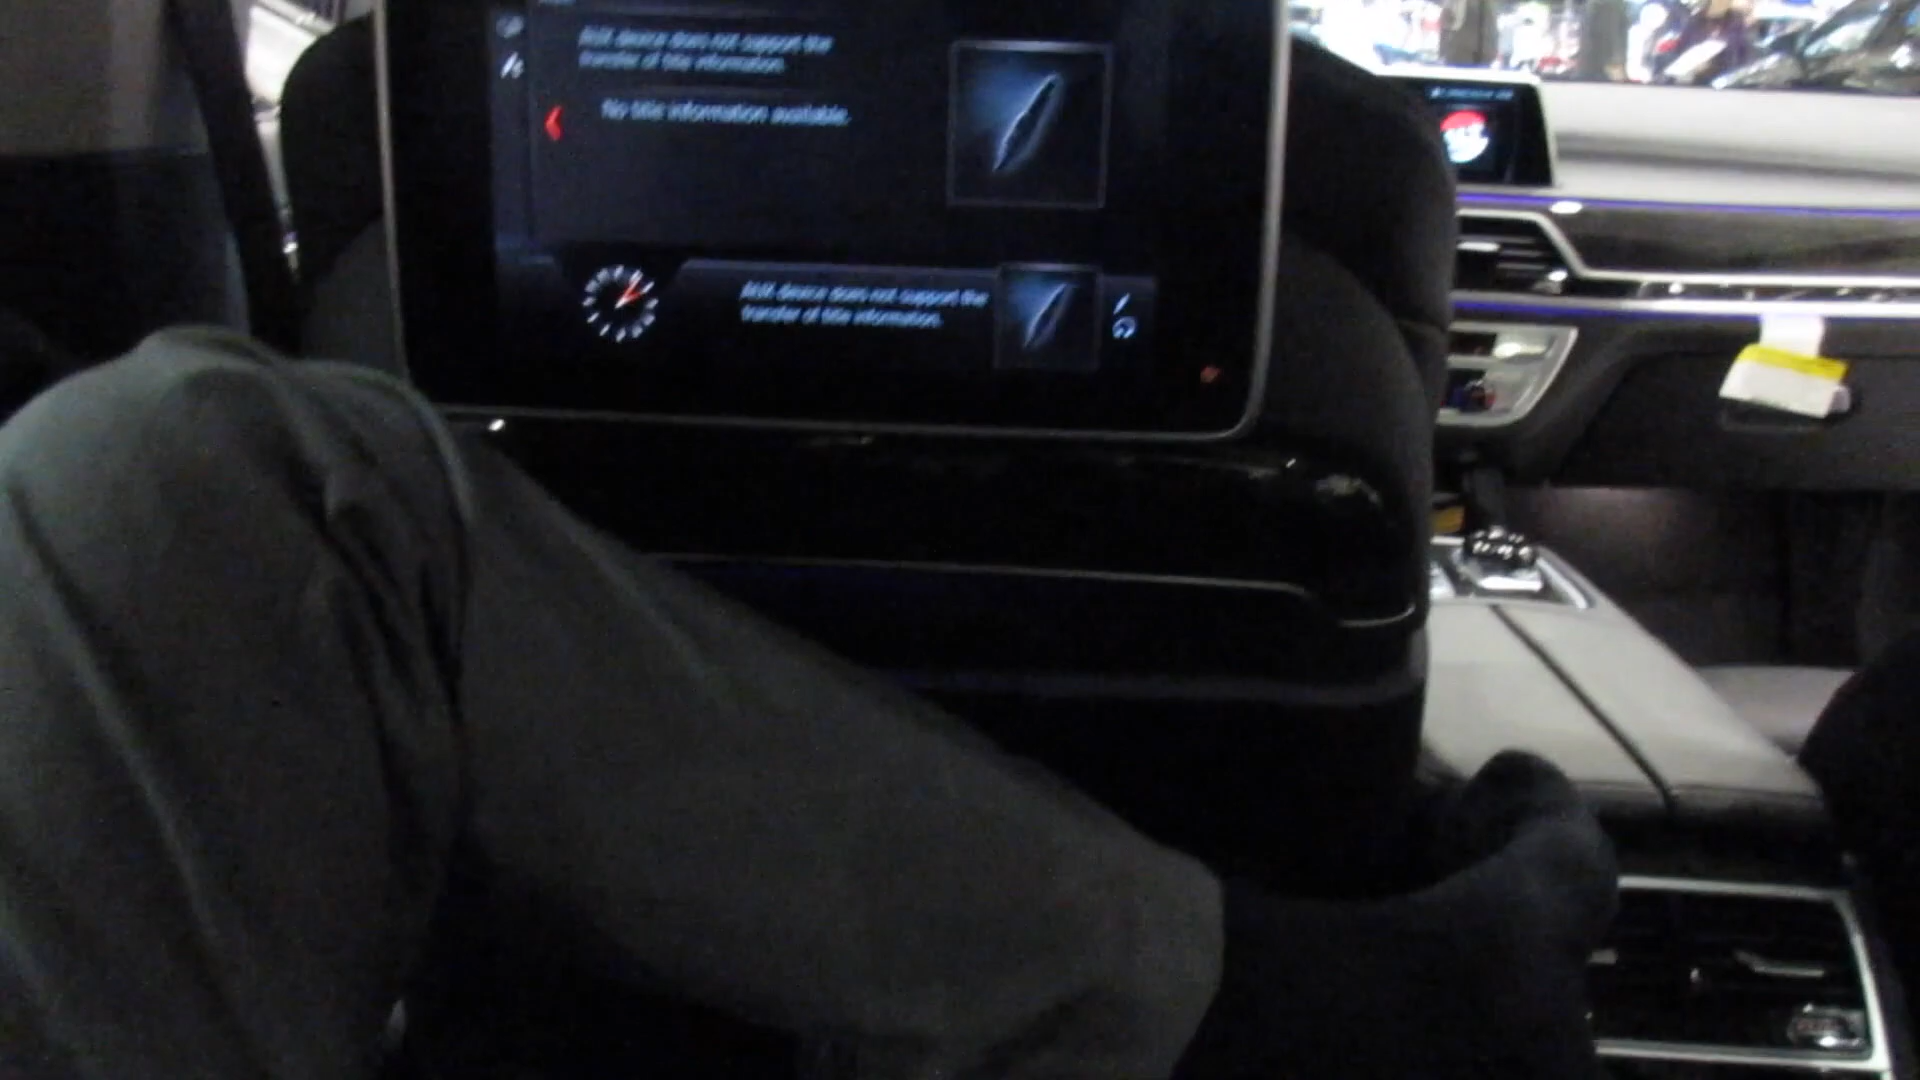 AUX device does not support the
transfer of title information.
No title information available.
AUX device does not support the
transfer of title information.